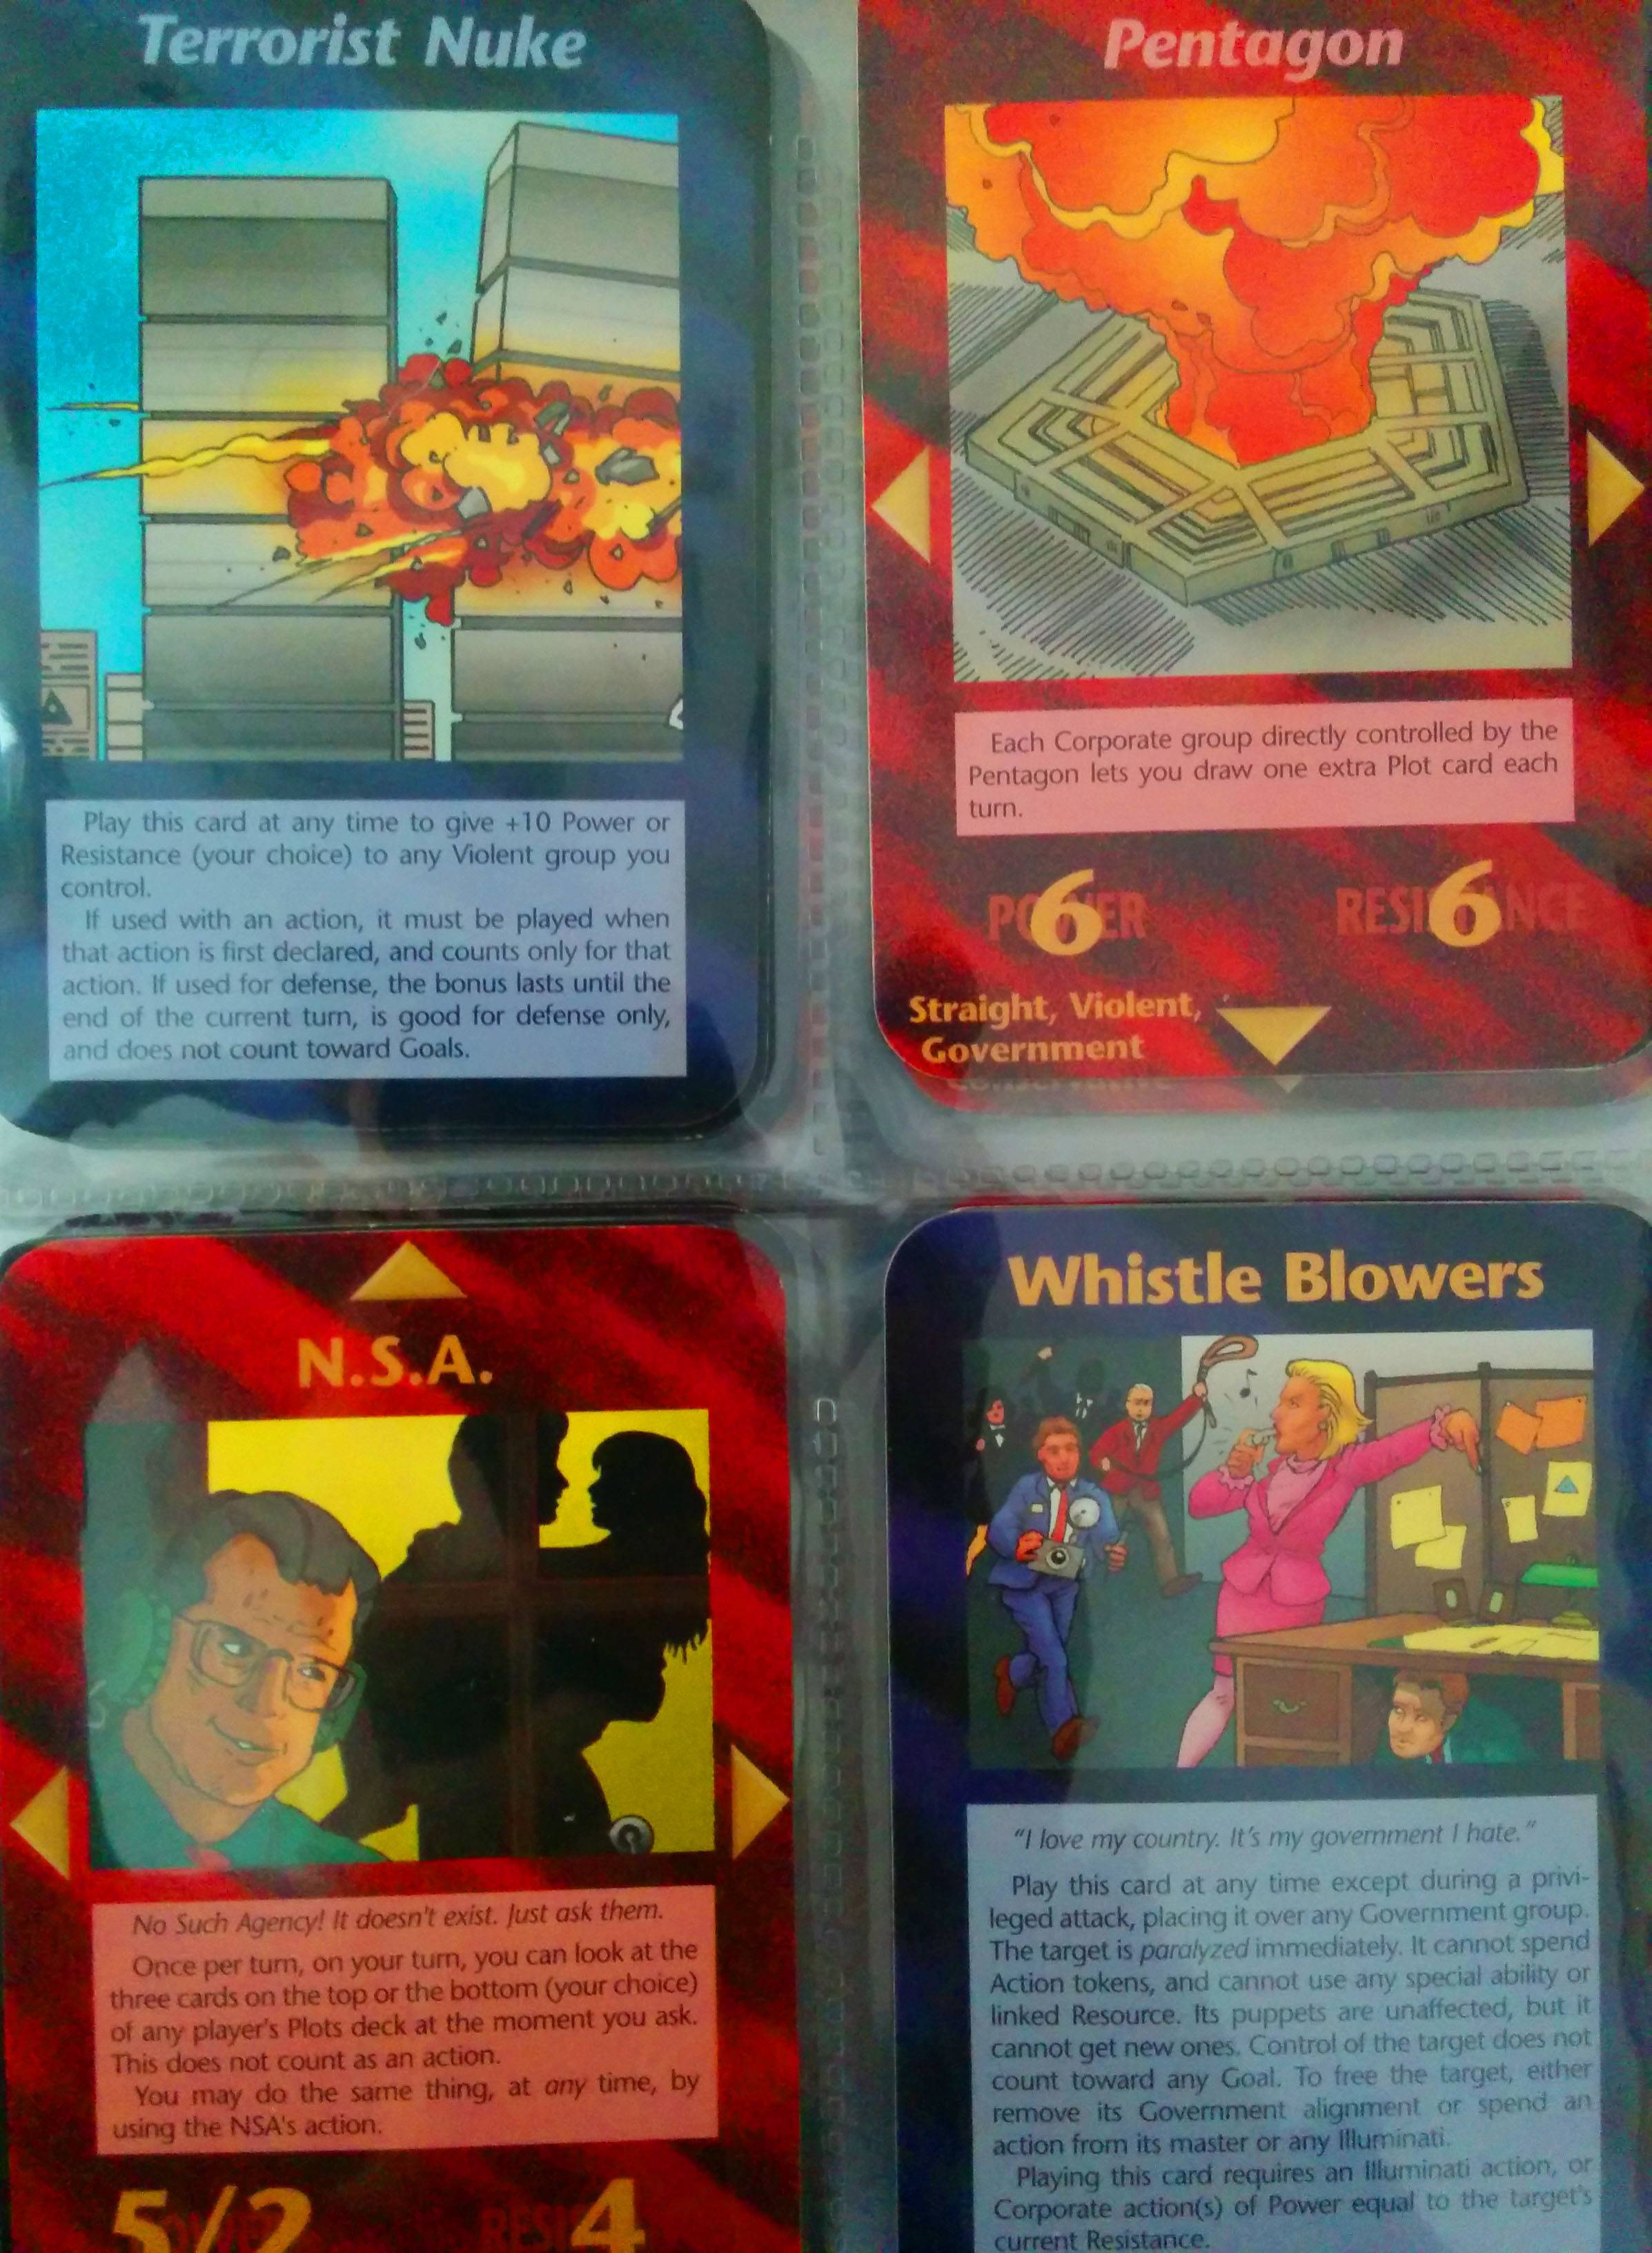 Terrorist Nuke
Play this card at any time to give +10 Power or
Resistance (your choice) to any Violent group you
control.
If used with an action, it must be played when
that action is first declared, and counts only for that
action. If used for defense, the bonus lasts until the
end of the current turn, is good for defense only,
and does not count toward Goals.
Pentagon
Each Corporate group directly controlled by the
Pentagon lets you draw one extra Plot card each
turn.
POWER 6
RESISTANCE 6
Straight, Violent,
Government
N.S.A.
No Such Agency! It doesn't exist. Just ask them.
Once per turn, on your turn, you can look at the
three cards on the top or the bottom (your choice)
of any player's Plots deck at the moment you ask.
This does not count as an action.
You may do the same thing, at any time, by
using the NSA's action.
5/2
4
Whistle Blowers
"I love my country. It's my government I hate."
Play this card at any time except during a privi-
leged attack, placing it over any Government group.
The target is paralyzed immediately. It cannot spend
Action tokens, and cannot use any special ability or
linked Resource. Its puppets are unaffected, but it
cannot get new ones. Control of the target does not
count toward any Goal. To free the target, either
remove its Government alignment or spend an
action from its master or any Illuminati.
Playing this card requires an Illuminati action, or
Corporate action(s) of Power equal to the target's
current Resistance.